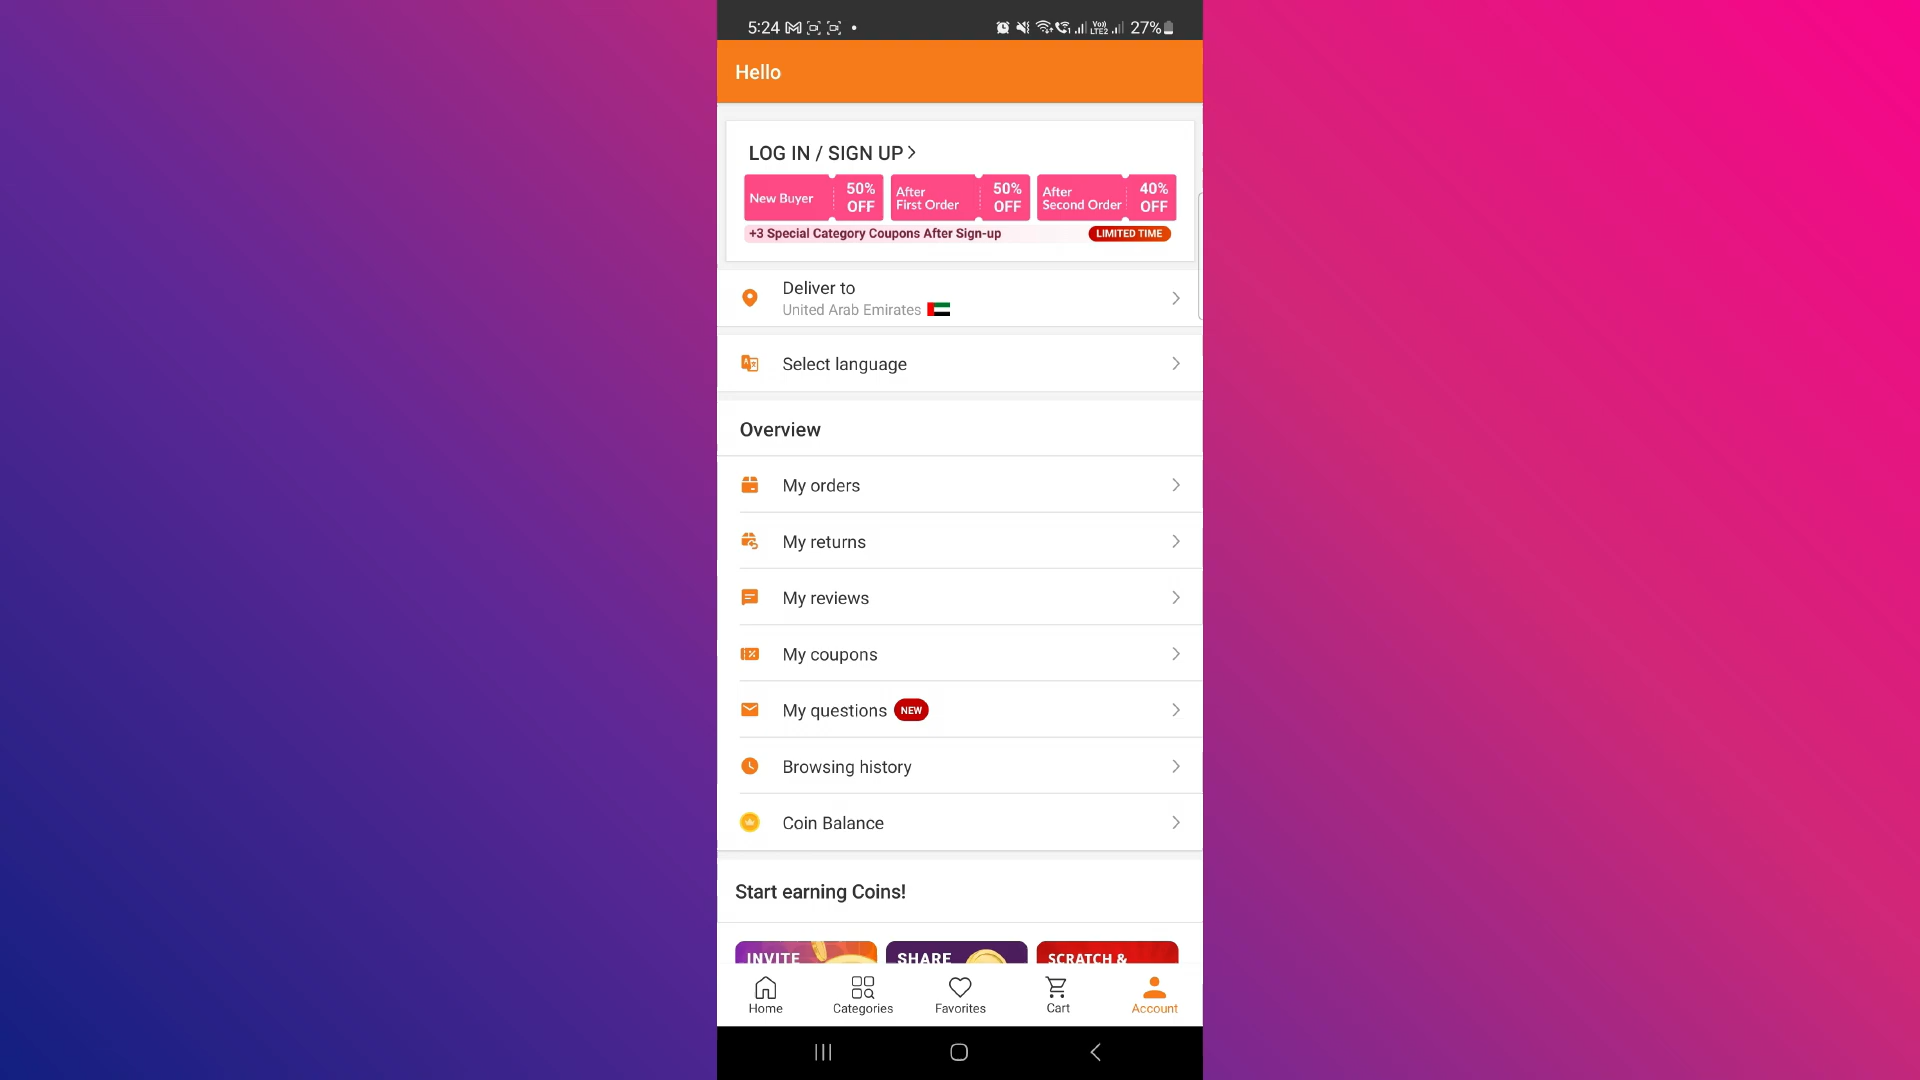 5:24
Vo))
LTE2
27%
Hello
LOG IN / SIGN UP
New Buyer
50%
OFF
After
First Order
50%
OFF
After
Second Order
40%
OFF
+3 Special Category Coupons After Sign-up
LIMITED TIME
Deliver to
United Arab Emirates
Select language
Overview
My orders
My returns
My reviews
My coupons
My questions NEW
Browsing history
Coin Balance
Start earning Coins!
INVITE
SHARE
SCRATCH &
Home
Categories
Favorites
Cart
Account